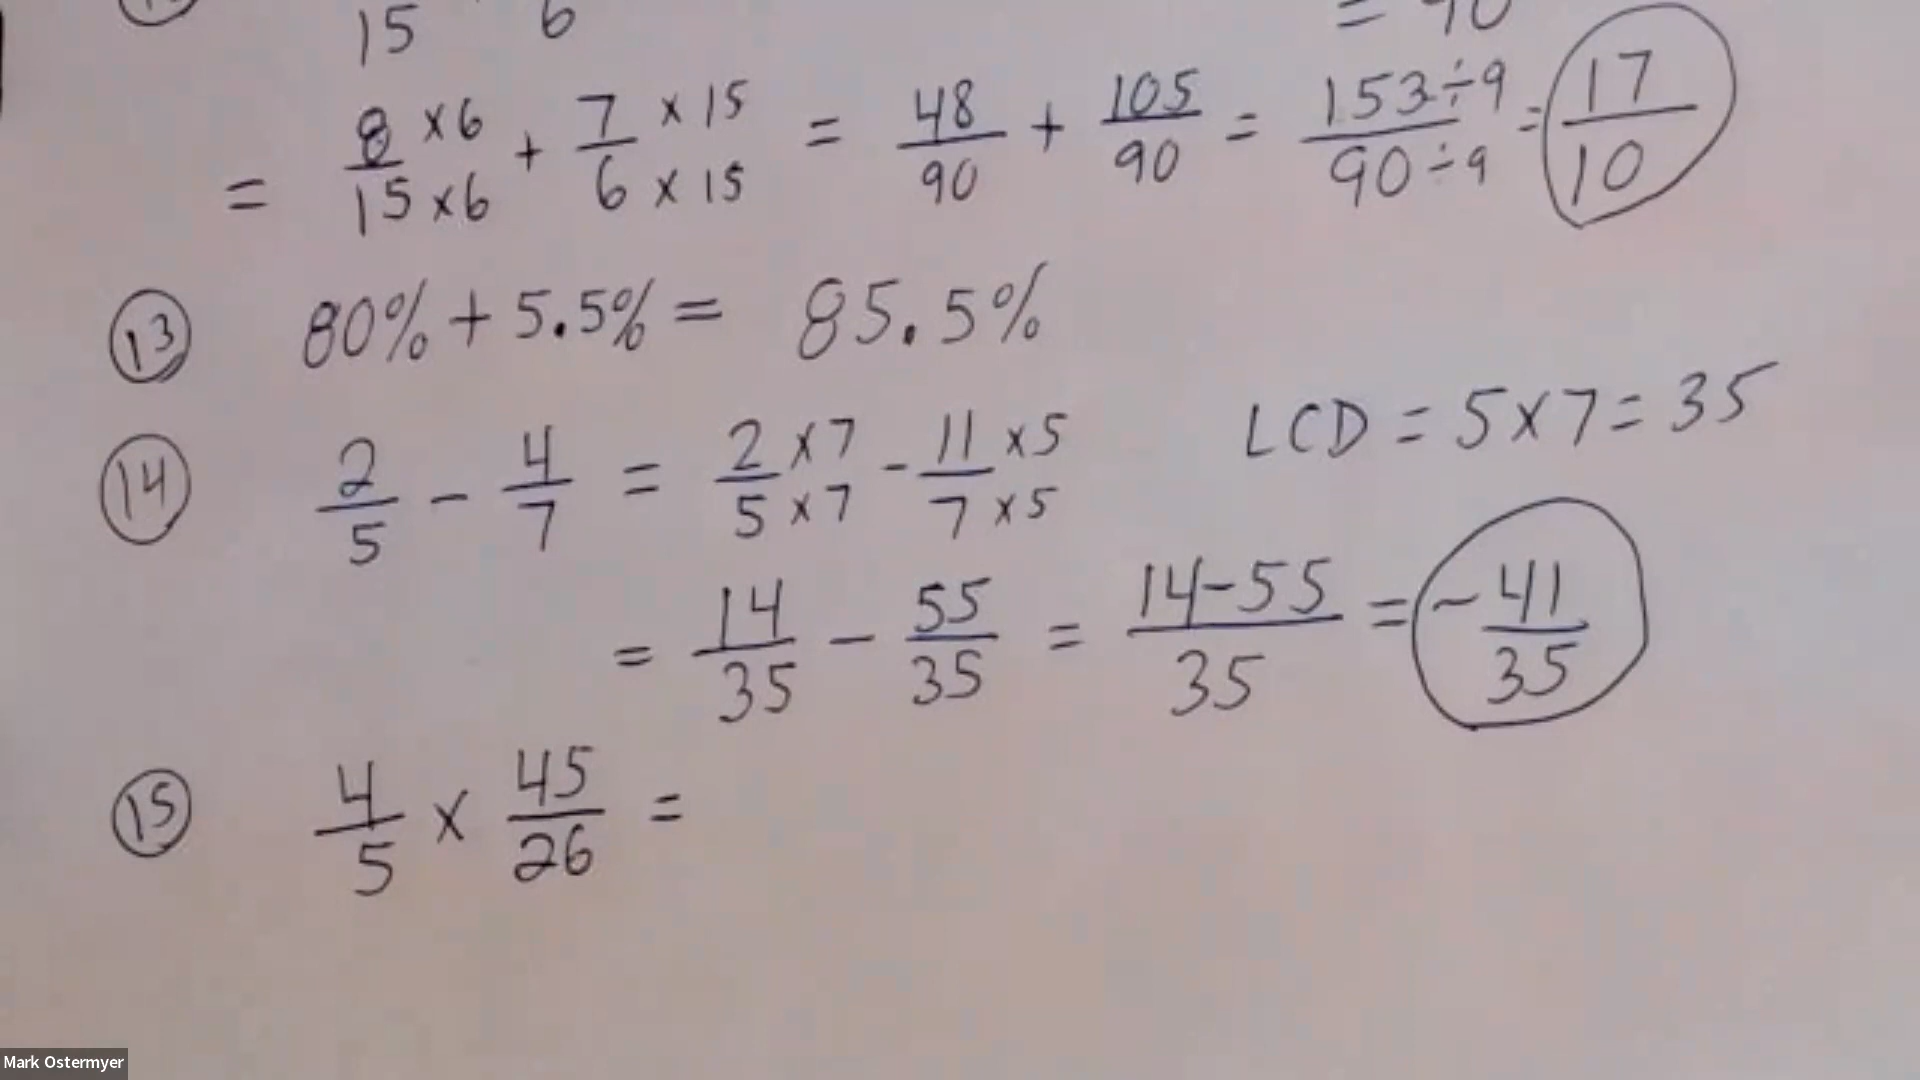 15 6
= 90
= 8 x 6 / 15 x 6 + 7 x 15 / 6 x 15 = 48/90 + 105/90 = 153 ÷ 9 / 90 ÷ 9 = 17/10
13 80% + 5.5% = 85.5%
LCD = 5 x 7 = 35
14 2/5 - 4/7 = 2 x 7 / 5 x 7 - 11 x 5 / 7 x 5
= 14/35 - 55/35 = 14-55/35 = -41/35
15 4/5 x 45/26 =
Mark Ostermyer